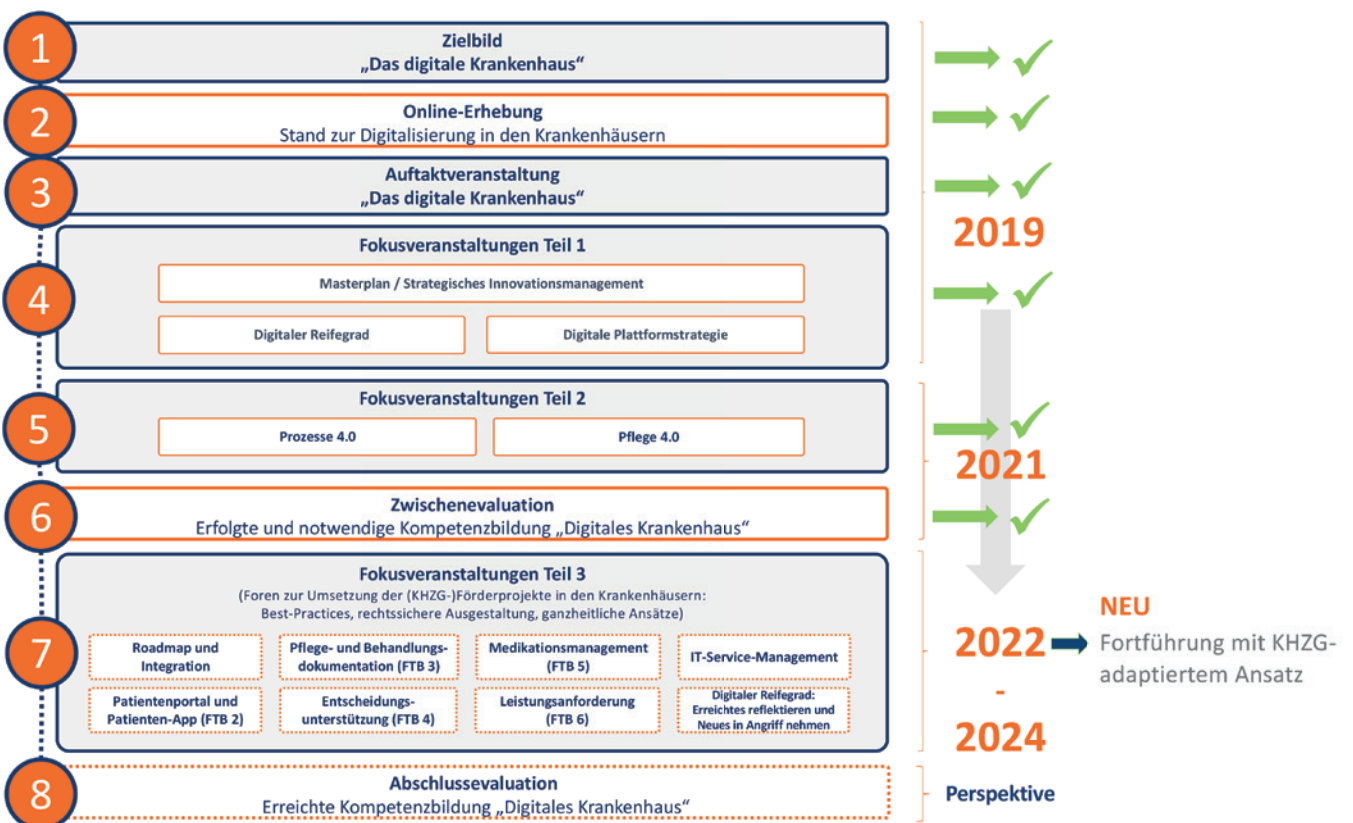 1
Zielbild
„Das digitale Krankenhaus“
2
Online-Erhebung
Stand zur Digitalisierung in den Krankenhäusern
3
Auftaktveranstaltung
„Das digitale Krankenhaus“
2019
4
Fokusveranstaltungen Teil 1
Masterplan / Strategisches Innovationsmanagement
Digitaler Reifegrad
Digitale Plattformstrategie
5
Fokusveranstaltungen Teil 2
Prozesse 4.0
Pflege 4.0
2021
6
Zwischenevaluation
Erfolgte und notwendige Kompetenzbildung „Digitales Krankenhaus“
7
Fokusveranstaltungen Teil 3
(Foren zur Umsetzung der (KHZG-)Förderprojekte in den Krankenhäusern:
Best-Practices, rechtssichere Ausgestaltung, ganzheitliche Ansätze)
Roadmap und
Integration
Pflege- und Behandlungs-
dokumentation (FTB 3)
Medikationsmanagement
(FTB 5)
IT-Service-Management
Patientenportal und
Patienten-App (FTB 2)
Entscheidungs-
unterstützung (FTB 4)
Leistungsanforderung
(FTB 6)
Digitaler Reifegrad:
Erreichtes reflektieren und
Neues in Angriff nehmen
2022
-
2024
NEU
Fortführung mit KHZG-
adaptiertem Ansatz
8
Abschlussevaluation
Erreichte Kompetenzbildung „Digitales Krankenhaus“
Perspektive